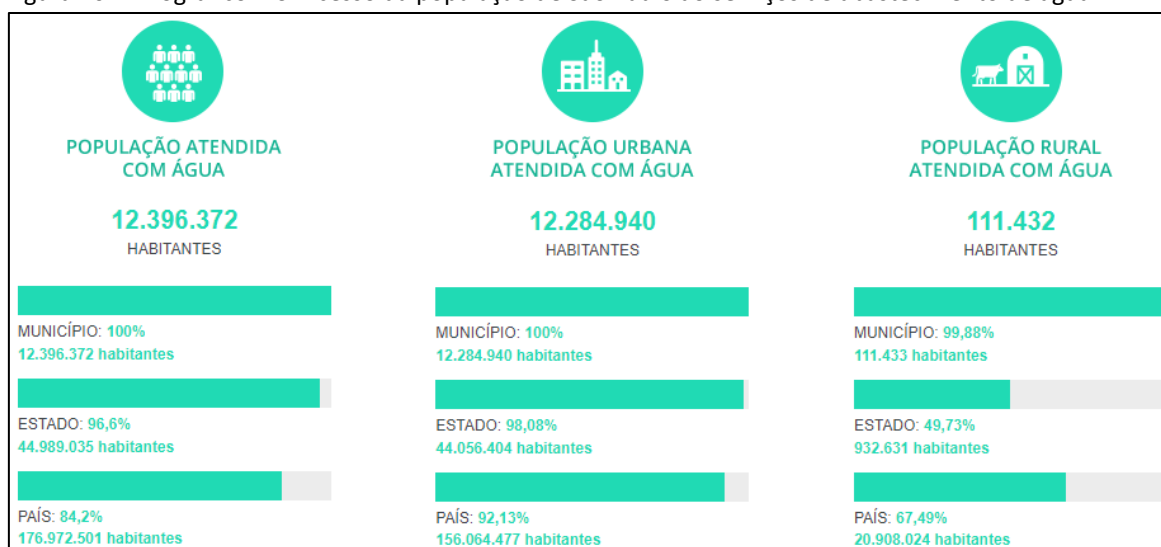 POPULAÇÃO ATENDIDA
COM ÁGUA
12.396.372
HABITANTES
MUNICÍPIO: 100%
12.396.372 habitantes
ESTADO: 96,6%
44.989.035 habitantes
PAÍS: 84,2%
176.972.501 habitantes
POPULAÇÃO URBANA
ATENDIDA COM ÁGUA
12.284.940
HABITANTES
MUNICÍPIO: 100%
12.284.940 habitantes
ESTADO: 98,08%
44.056.404 habitantes
PAÍS: 92,13%
156.064.477 habitantes
POPULAÇÃO RURAL
ATENDIDA COM ÁGUA
111.432
HABITANTES
MUNICÍPIO: 99,88%
111.433 habitantes
ESTADO: 49,73%
932.631 habitantes
PAÍS: 67,49%
20.908.024 habitantes